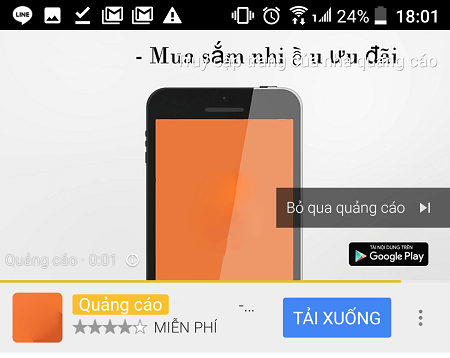 LINE
24% 18:01
- Mua sắm nhiều ưu đãi
Truy cập trang của nhà quảng cáo
Bỏ qua quảng cáo
Quảng cáo · 0:01
TẢI NỘI DUNG TRÊN
Google Play
Quảng cáo -...
MIỄN PHÍ
TẢI XUỐNG